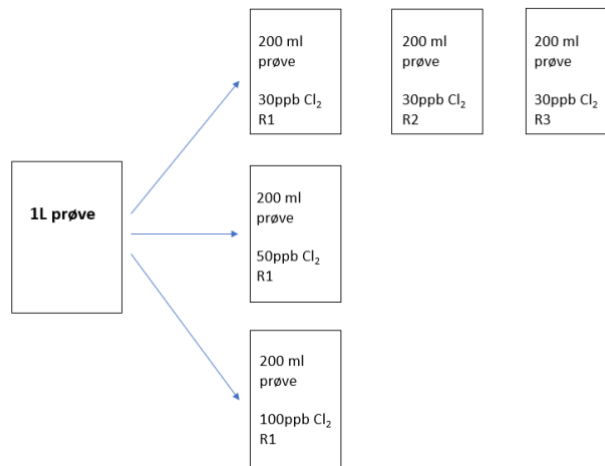 200 ml
prøve
30ppb Cl₂
R1
200 ml
prøve
30ppb Cl₂
R2
200 ml
prøve
30ppb Cl₂
R3
1L prøve
200 ml
prøve
50ppb Cl₂
R1
200 ml
prøve
100ppb Cl₂
R1